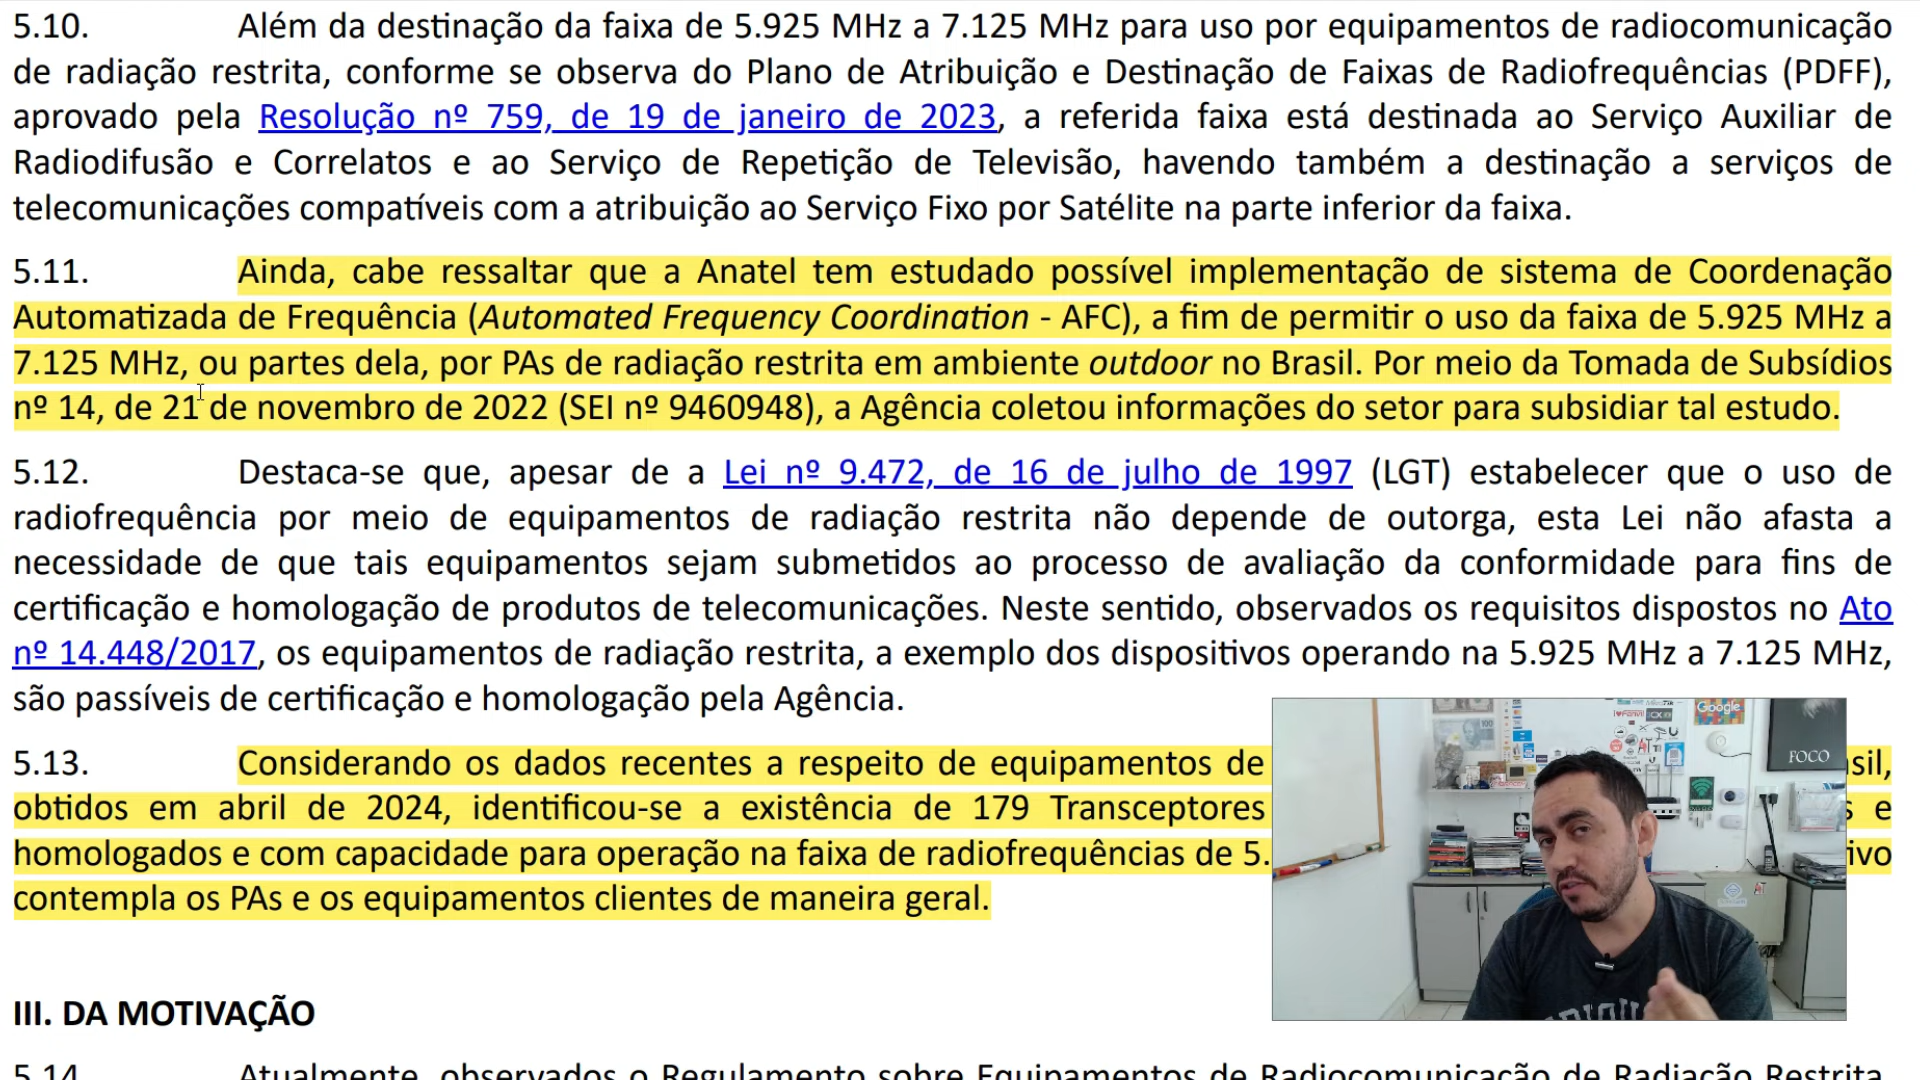 5.10. Além da destinação da faixa de 5.925 MHz a 7.125 MHz para uso por equipamentos de radiocomunicação
de radiação restrita, conforme se observa do Plano de Atribuição e Destinação de Faixas de Radiofrequências (PDFF),
aprovado pela Resolução nº 759, de 19 de janeiro de 2023, a referida faixa está destinada ao Serviço Auxiliar de
Radiodifusão e Correlatos e ao Serviço de Repetição de Televisão, havendo também a destinação a serviços de
telecomunicações compatíveis com a atribuição ao Serviço Fixo por Satélite na parte inferior da faixa.
5.11. Ainda, cabe ressaltar que a Anatel tem estudado possível implementação de sistema de Coordenação
Automatizada de Frequência (Automated Frequency Coordination - AFC), a fim de permitir o uso da faixa de 5.925 MHz a
7.125 MHz, ou partes dela, por PAs de radiação restrita em ambiente outdoor no Brasil. Por meio da Tomada de Subsídios
nº 14, de 21 de novembro de 2022 (SEI nº 9460948), a Agência coletou informações do setor para subsidiar tal estudo.
5.12. Destaca-se que, apesar de a Lei nº 9.472, de 16 de julho de 1997 (LGT) estabelecer que o uso de
radiofrequência por meio de equipamentos de radiação restrita não depende de outorga, esta Lei não afasta a
necessidade de que tais equipamentos sejam submetidos ao processo de avaliação da conformidade para fins de
certificação e homologação de produtos de telecomunicações. Neste sentido, observados os requisitos dispostos no Ato
nº 14.448/2017, os equipamentos de radiação restrita, a exemplo dos dispositivos operando na 5.925 MHz a 7.125 MHz,
são passíveis de certificação e homologação pela Agência.
5.13. Considerando os dados recentes a respeito de equipamentos de sil,
obtidos em abril de 2024, identificou-se a existência de 179 Transceptores s e
homologados e com capacidade para operação na faixa de radiofrequências de 5. ivo
contempla os PAs e os equipamentos clientes de maneira geral.
Google
FOCO
100
III. DA MOTIVAÇÃO
5.14 Atualmente, observados o Regulamento sobre Equipamentos de Radiocomunicação de Radiação Restrita,